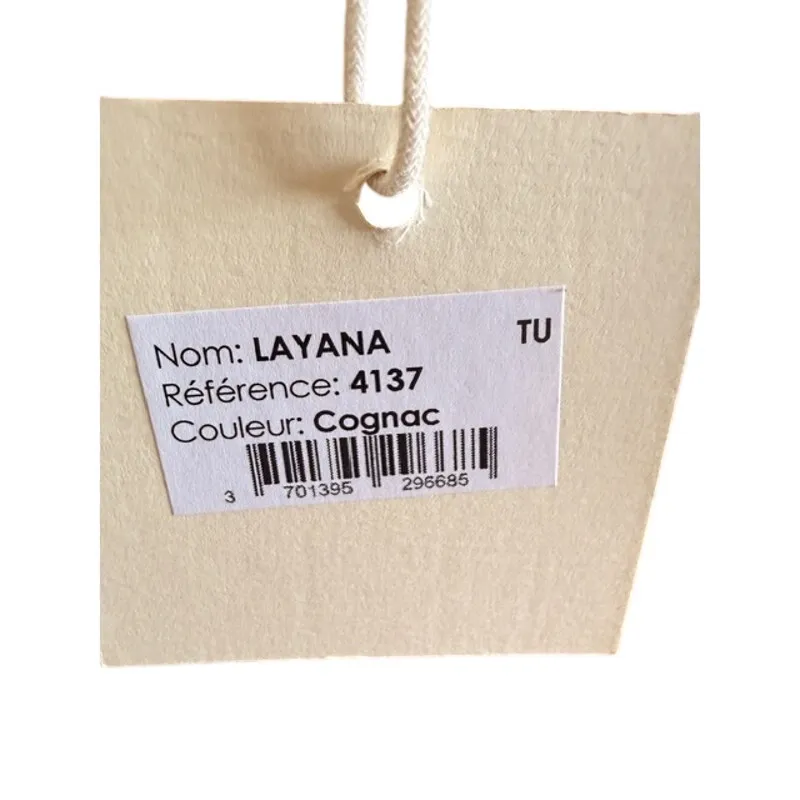 Nom: LAYANA TU
Référence: 4137
Couleur: Cognac
3 701395 296685